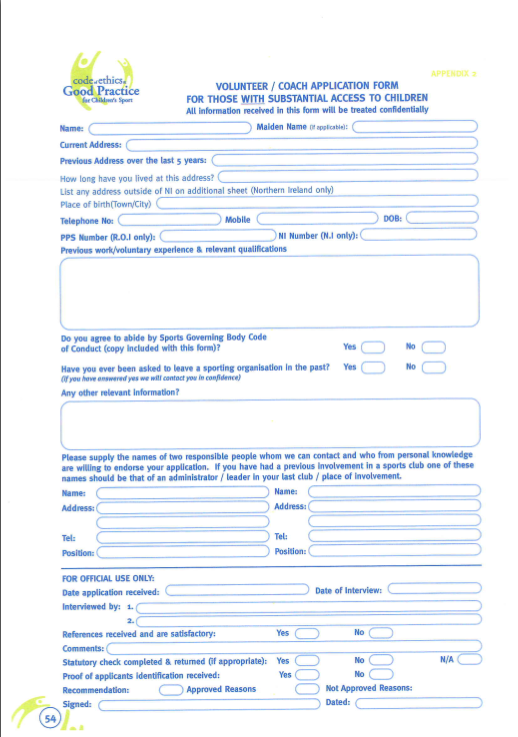 APPENDIX 2
code of ethics &
Good Practice
for Children's Sport
VOLUNTEER / COACH APPLICATION FORM
FOR THOSE WITH SUBSTANTIAL ACCESS TO CHILDREN
All information received in this form will be treated confidentially
Name: Maiden Name (if applicable):
Current Address:
Previous Address over the last 5 years:
How long have you lived at this address?
List any address outside of NI on additional sheet (Northern Ireland only)
Place of birth(Town/City)
Telephone No: Mobile DOB:
PPS Number (R.O.I only): NI Number (N.I only):
Previous work/voluntary experience & relevant qualifications
Do you agree to abide by Sports Governing Body Code
of Conduct (copy included with this form)? Yes No
Have you ever been asked to leave a sporting organisation in the past? Yes No
(if you have answered yes we will contact you in confidence)
Any other relevant information?
Please supply the names of two responsible people whom we can contact and who from personal knowledge
are willing to endorse your application. If you have had a previous involvement in a sports club one of these
names should be that of an administrator / leader in your last club / place of involvement.
Name: Name:
Address: Address:
Tel: Tel:
Position: Position:
FOR OFFICIAL USE ONLY:
Date application received: Date of Interview:
Interviewed by: 1.
2.
References received and are satisfactory: Yes No
Comments:
Statutory check completed & returned (if appropriate): Yes No N/A
Proof of applicants identification received: Yes No
Recommendation: Approved Reasons Not Approved Reasons:
Signed: Dated:
54